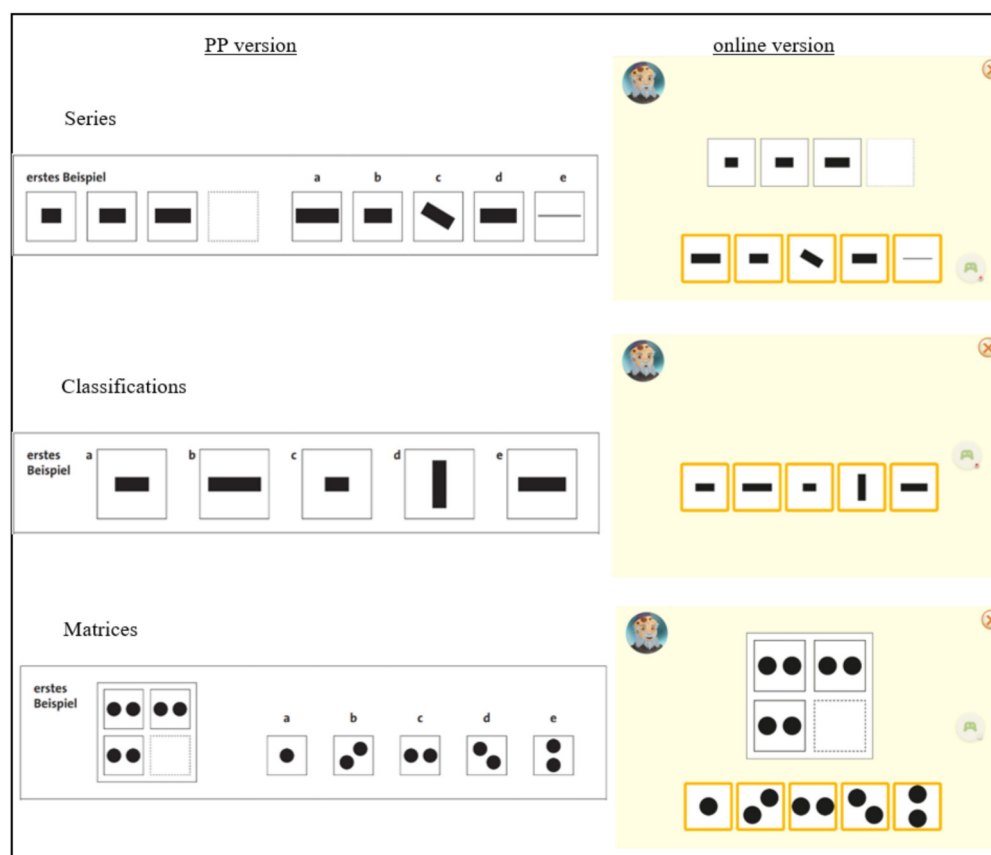 PP version
online version
Series
erstes Beispiel
a b c d e
Classifications
erstes
Beispiel
a b c d e
Matrices
erstes
Beispiel
a b c d e